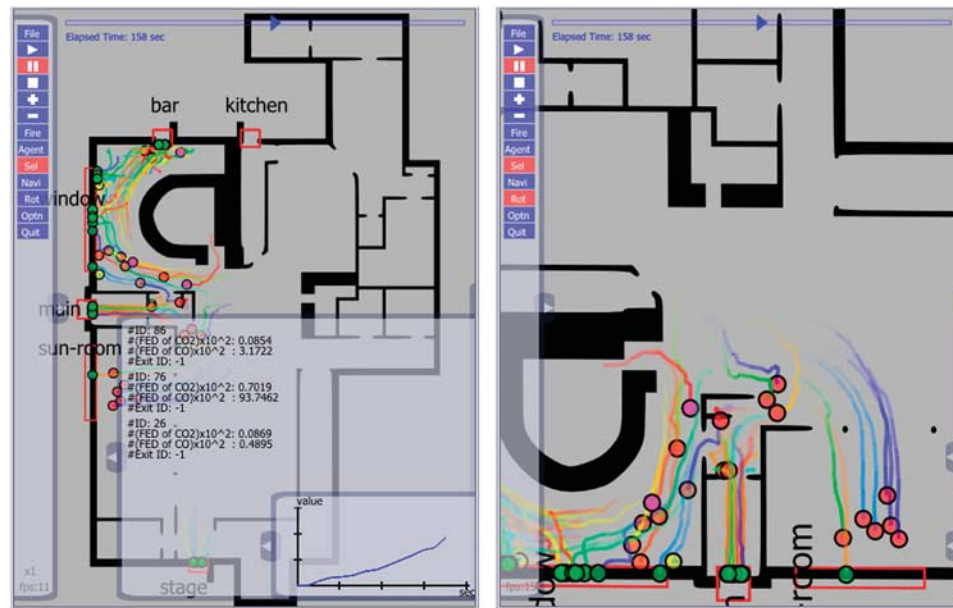 File
Elapsed Time: 158 sec
Fire
Agent
Sel
Navi
Rot
Optn
Quit
bar
kitchen
window
main
sun-room
#ID: 86
#(FED of CO2)x10^2: 0.0854
#(FED of CO)x10^2 : 3.1722
#Exit ID: -1
#ID: 76
#(FED of CO2)x10^2: 0.7019
#(FED of CO)x10^2 : 93.7462
#Exit ID: -1
#ID: 26
#(FED of CO2)x10^2: 0.0869
#(FED of CO)x10^2 : 0.4895
#Exit ID: -1
value
sec
x1
fps:11
stage
File
Elapsed Time: 158 sec
Fire
Agent
Sel
Navi
Rot
Optn
Quit
room